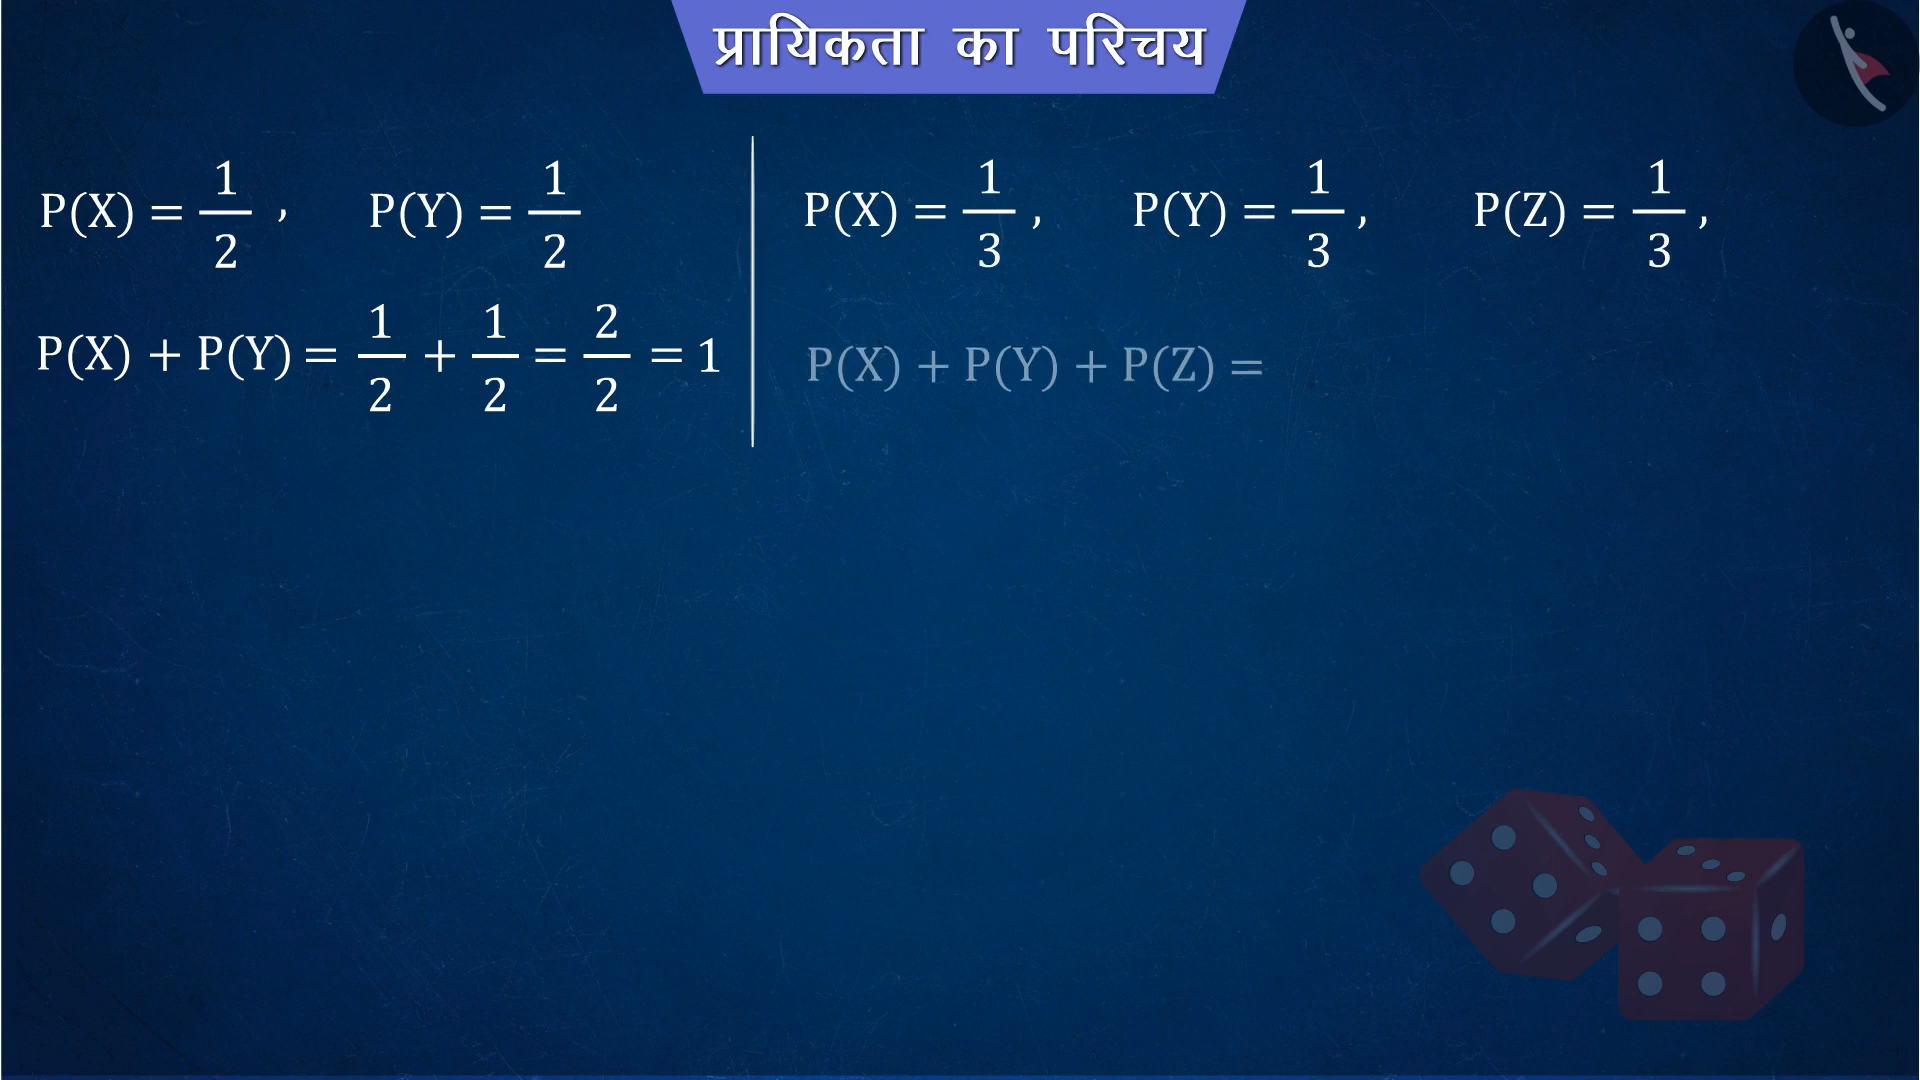 प्रायिकता का परिचय
P(X) = 1/2 , P(Y) = 1/2
P(X) + P(Y) = 1/2 + 1/2 = 2/2 = 1
P(X) = 1/3 , P(Y) = 1/3 , P(Z) = 1/3 ,
P(X) + P(Y) + P(Z) =